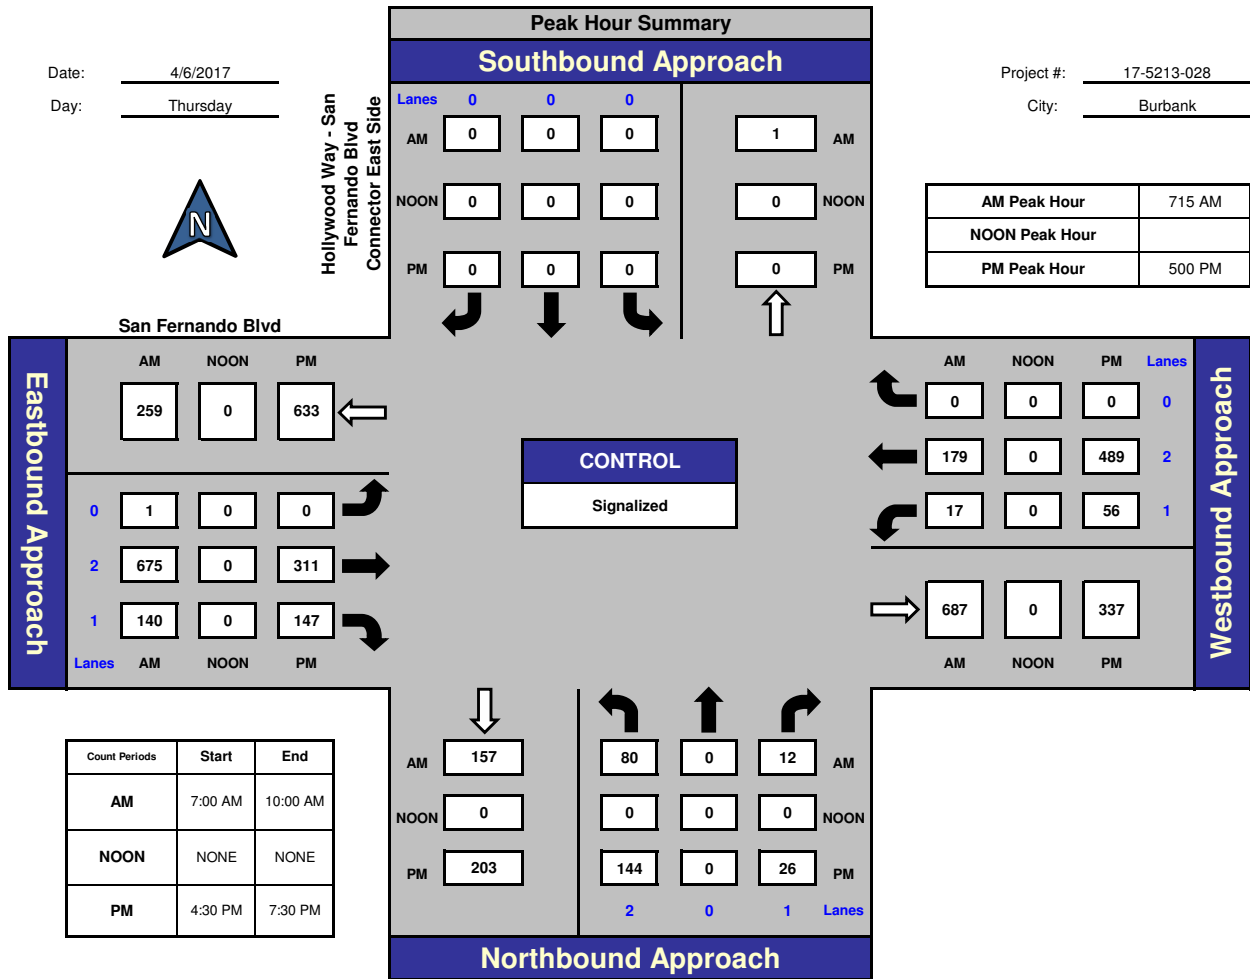 Peak Hour Summary
Southbound Approach
Date: 4/6/2017
Day: Thursday
Project #: 17-5213-028
City: Burbank
Hollywood Way - San
Fernando Blvd
Connector East Side
Lanes 0 0 0
AM 0 0 0 1 AM
NOON 0 0 0 0 NOON
PM 0 0 0 0 PM
N
AM Peak Hour 715 AM
NOON Peak Hour
PM Peak Hour 500 PM
San Fernando Blvd
Eastbound Approach
AM NOON PM
259 0 633
0 1 0 0
2 675 0 311
1 140 0 147
Lanes AM NOON PM
CONTROL
Signalized
AM NOON PM Lanes
0 0 0 0
179 0 489 2
17 0 56 1
687 0 337
AM NOON PM
Westbound Approach
Count Periods Start End
AM 7:00 AM 10:00 AM
NOON NONE NONE
PM 4:30 PM 7:30 PM
AM 157 80 0 12 AM
NOON 0 0 0 0 NOON
PM 203 144 0 26 PM
2 0 1 Lanes
Northbound Approach